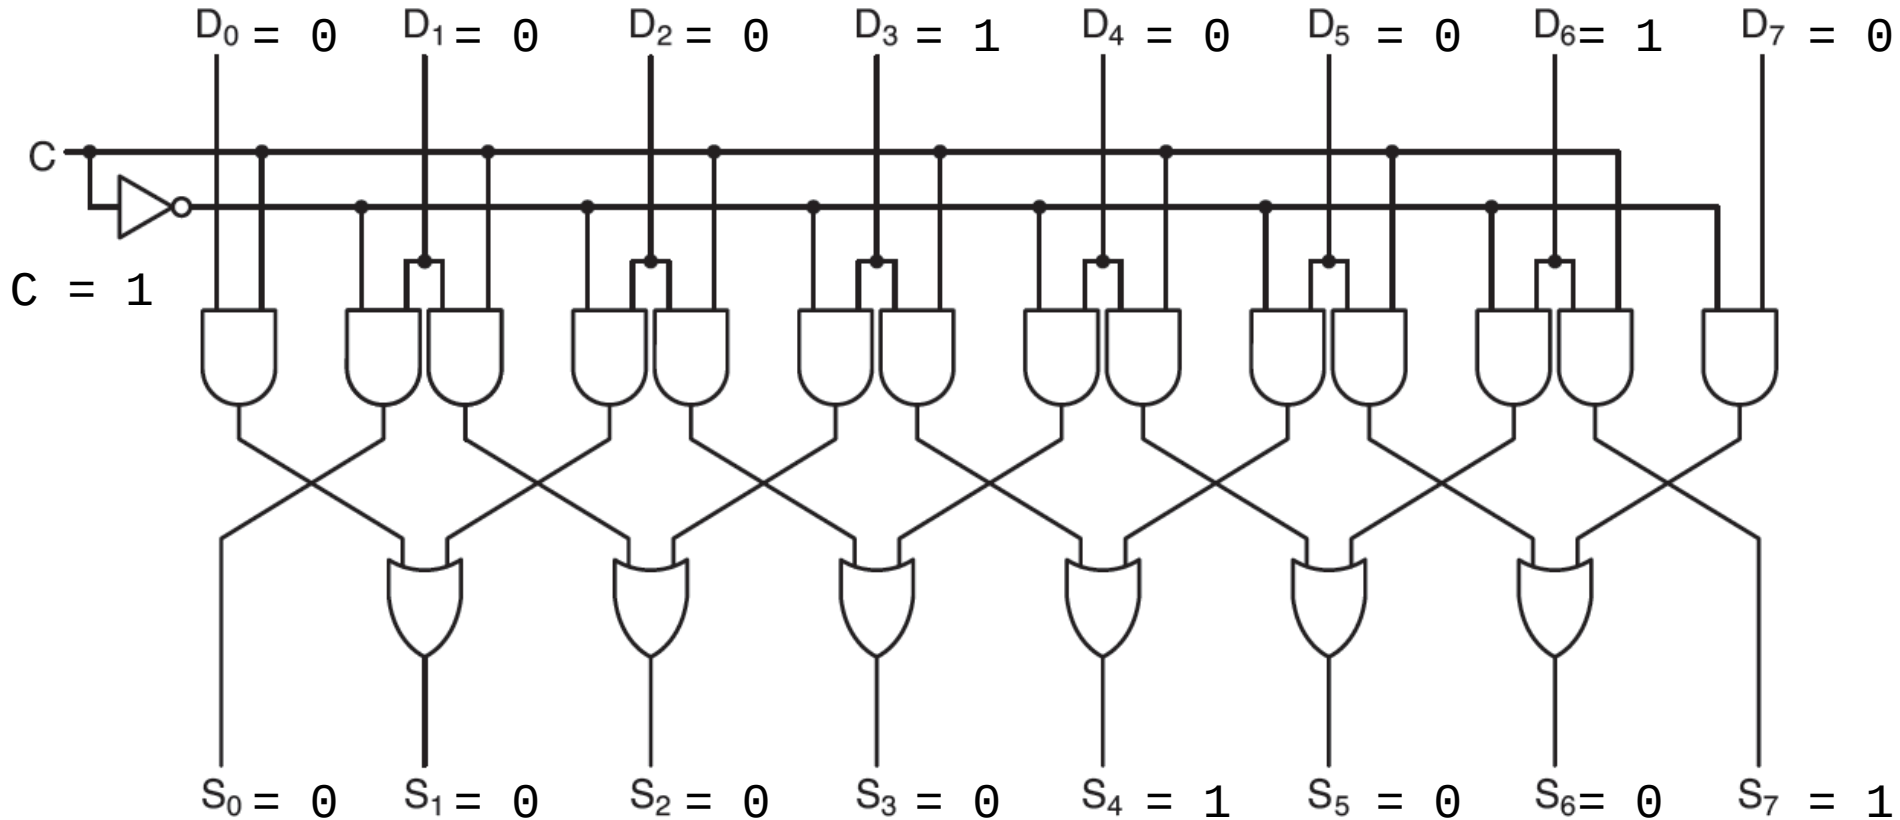 D₀ = 0 D₁ = 0 D₂ = 0 D₃ = 1 D₄ = 0 D₅ = 0 D₆ = 1 D₇ = 0
C
C = 1
S₀ = 0 S₁ = 0 S₂ = 0 S₃ = 0 S₄ = 1 S₅ = 0 S₆ = 0 S₇ = 1